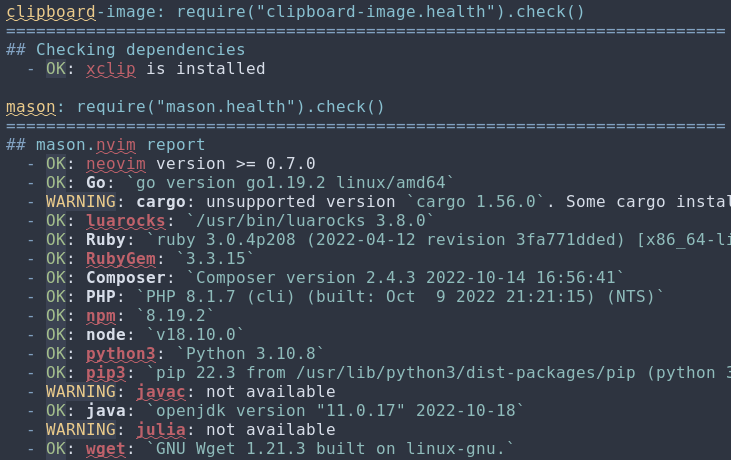 clipboard-image: require("clipboard-image.health").check()
========================================================================
## Checking dependencies
- OK: xclip is installed
mason: require("mason.health").check()
========================================================================
## mason.nvim report
- OK: neovim version >= 0.7.0
- OK: Go: `go version go1.19.2 linux/amd64`
- WARNING: cargo: unsupported version `cargo 1.56.0`. Some cargo instal
- OK: luarocks: `/usr/bin/luarocks 3.8.0`
- OK: Ruby: `ruby 3.0.4p208 (2022-04-12 revision 3fa771dded) [x86_64-li
- OK: RubyGem: `3.3.15`
- OK: Composer: `Composer version 2.4.3 2022-10-14 16:56:41`
- OK: PHP: `PHP 8.1.7 (cli) (built: Oct  9 2022 21:21:15) (NTS)`
- OK: npm: `8.19.2`
- OK: node: `v18.10.0`
- OK: python3: `Python 3.10.8`
- OK: pip3: `pip 22.3 from /usr/lib/python3/dist-packages/pip (python 3
- WARNING: javac: not available
- OK: java: `openjdk version "11.0.17" 2022-10-18`
- WARNING: julia: not available
- OK: wget: `GNU Wget 1.21.3 built on linux-gnu.`